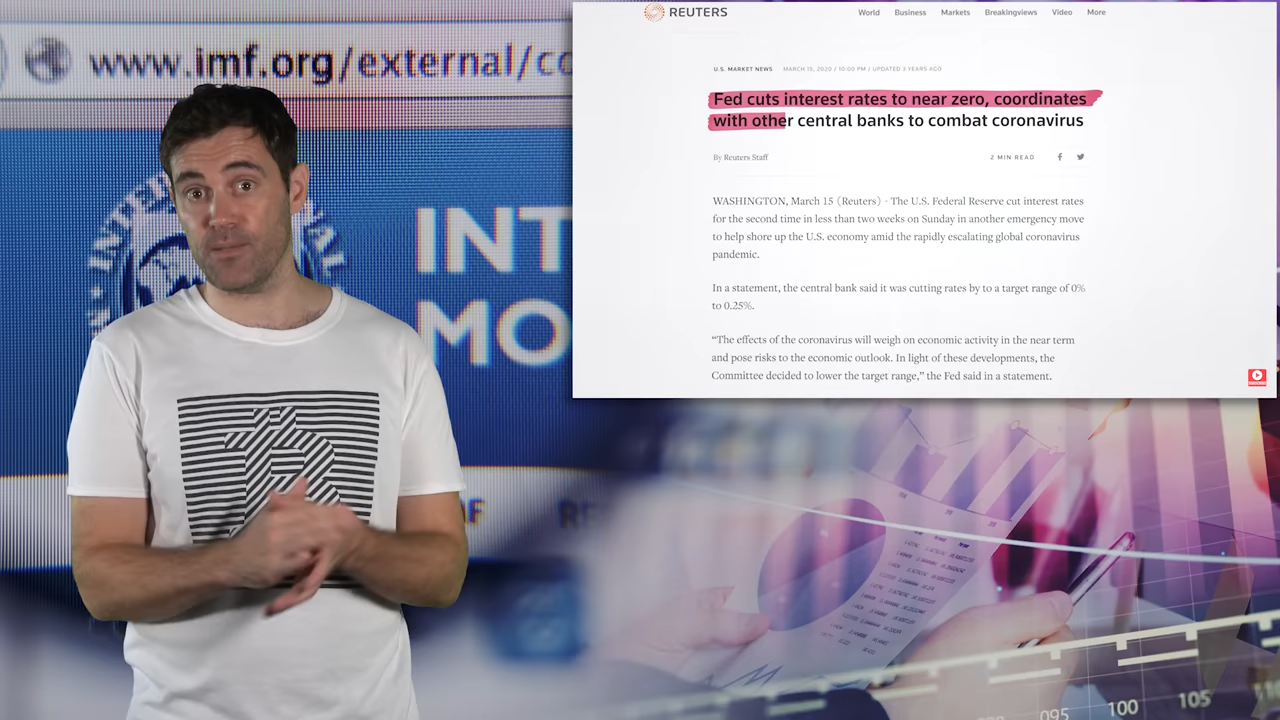 www.imf.org/external/
INT
MO
REUTERS
World Business Markets Breakingviews Video More
U.S. MARKET NEWS MARCH 15, 2020 / 10:00 PM / UPDATED 3 YEARS AGO
Fed cuts interest rates to near zero, coordinates
with other central banks to combat coronavirus
By Reuters Staff
2 MIN READ
WASHINGTON, March 15 (Reuters) - The U.S. Federal Reserve cut interest rates
for the second time in less than two weeks on Sunday in another emergency move
to help shore up the U.S. economy amid the rapidly escalating global coronavirus
pandemic.
In a statement, the central bank said it was cutting rates by to a target range of 0%
to 0.25%.
“The effects of the coronavirus will weigh on economic activity in the near term
and pose risks to the economic outlook. In light of these developments, the
Committee decided to lower the target range,” the Fed said in a statement.
095 100 105